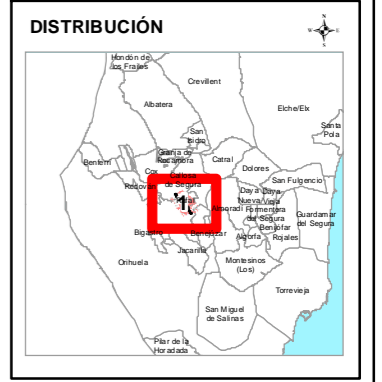 DISTRIBUCIÓN
N
W E
S
Hondón de
los Frailes
Crevillent
Albatera
Elche/Elx
San
Isidro
Santa
Pola
Granja de
Rocamora
Benferri
Catral
Cox
Callosa
de Segura
Dolores
San Fulgencio
Redován
Rafal
Daya
Nueva
Daya
Vieja
Almoradí
Formentera
del Segura
Guardamar
del Segura
Benijófar
Bigastro
Benejúzar
Algorfa
Rojales
Jacarilla
Orihuela
Montesinos
(Los)
Torrevieja
San Miguel
de Salinas
Pilar de la
Horadada